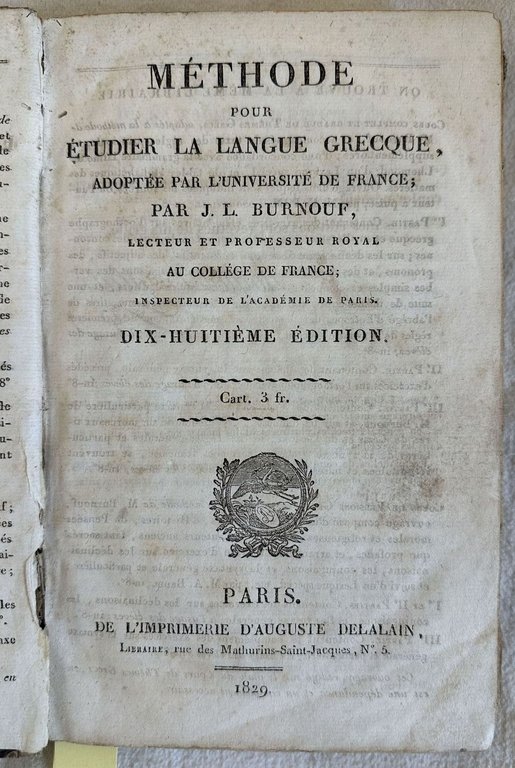 MÉTHODE
POUR
ÉTUDIER LA LANGUE GRECQUE,
ADOPTÉE PAR L'UNIVERSITÉ DE FRANCE;
PAR J. L. BURNOUF,
LECTEUR ET PROFESSEUR ROYAL
AU COLLÉGE DE FRANCE;
INSPECTEUR DE L'ACADÉMIE DE PARIS.
DIX-HUITIÈME ÉDITION.
Cart. 3 fr.
PARIS.
DE L'IMPRIMERIE D'AUGUSTE DELALAIN,
LIBRAIRE, rue des Mathurins-Saint-Jacques, N°. 5.
1829